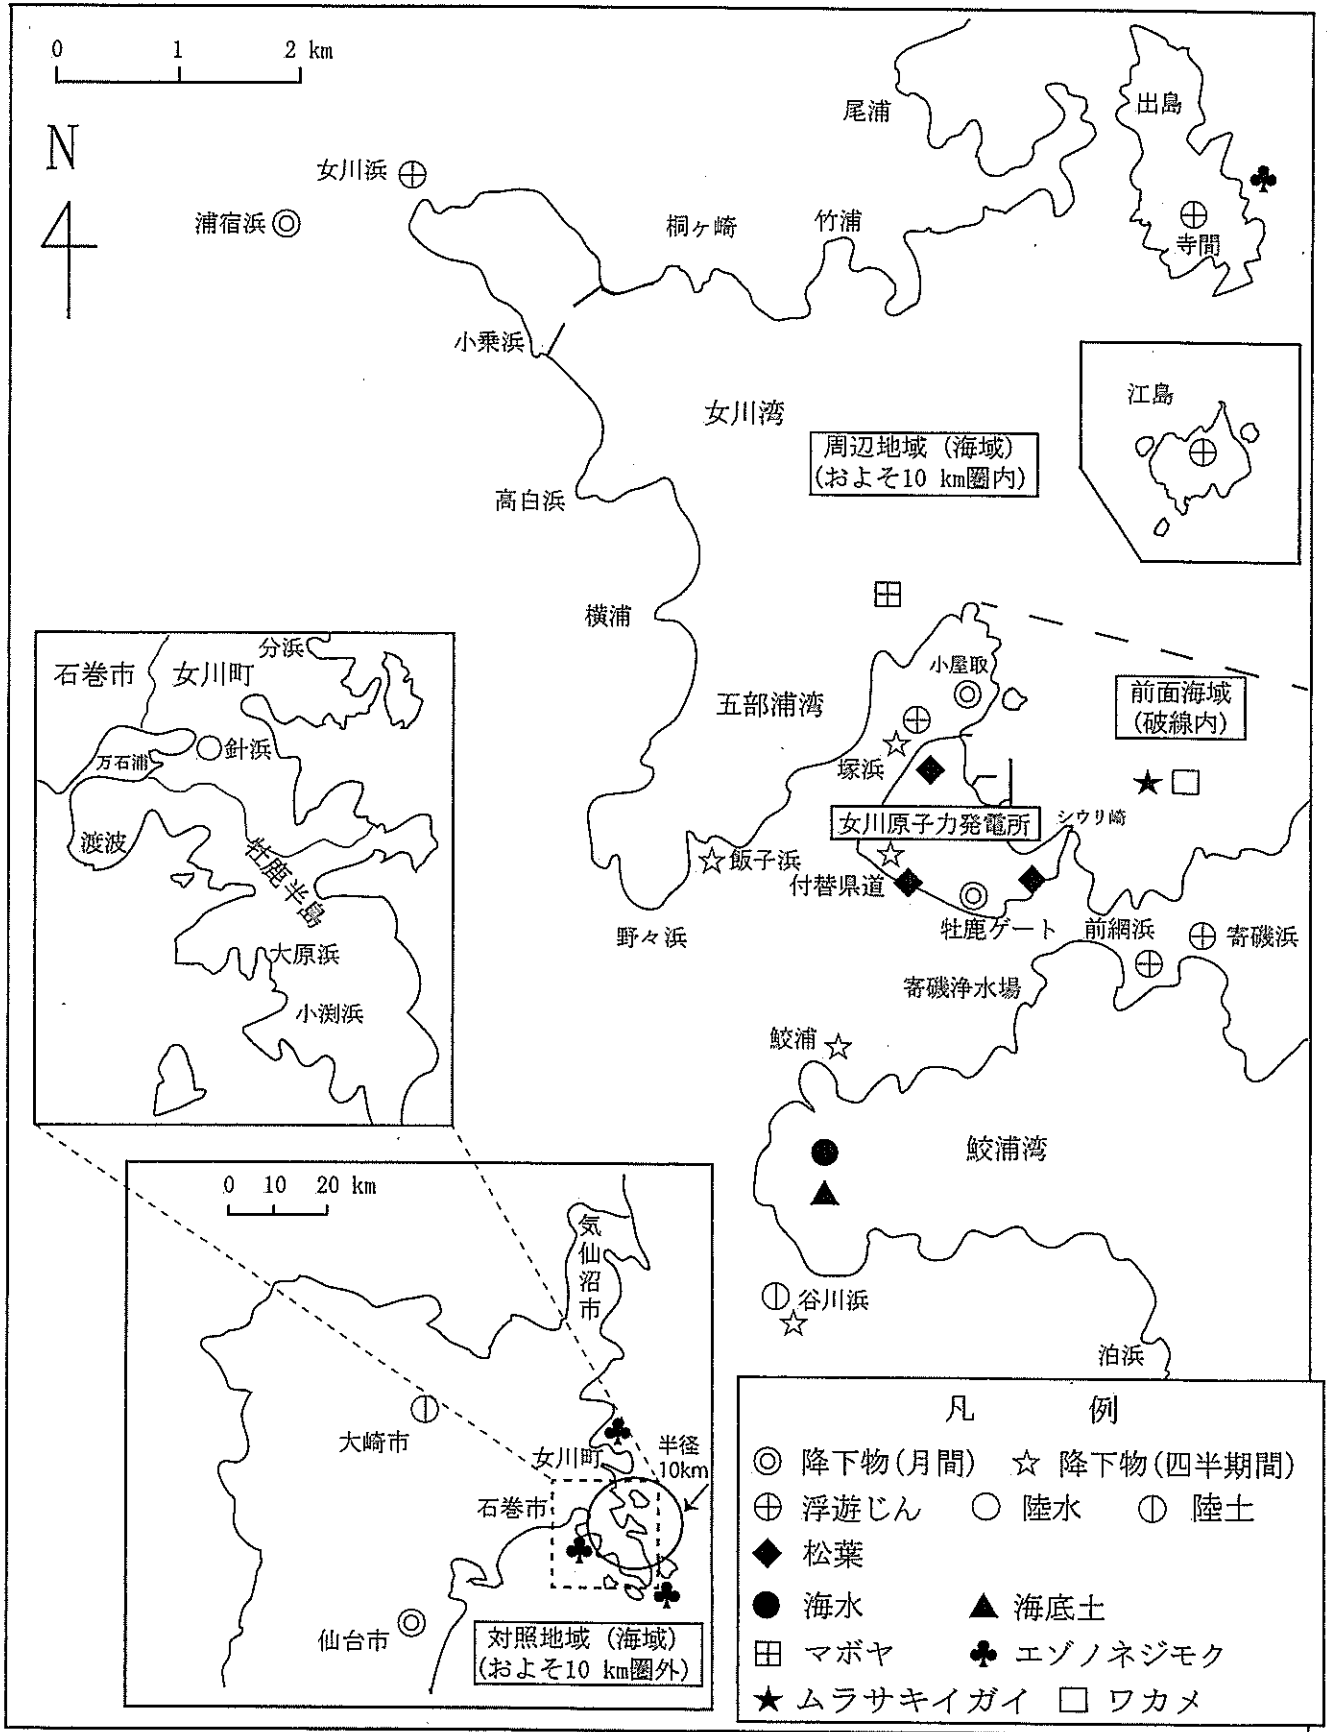 0 1 2 km
N
尾浦
出島
女川浜
浦宿浜
桐ヶ崎
竹浦
寺間
小乗浜
江島
女川湾
周辺地域（海域）
(およそ10 km圏内)
高白浜
横浦
小屋取
五部浦湾
前面海域
(破線内)
塚浜
女川原子力発電所
シウリ崎
飯子浜
付替県道
野々浜
牡鹿ゲート
前網浜
寄磯浜
寄磯浄水場
鮫浦
鮫浦湾
谷川浜
泊浜
石巻市
女川町
分浜
万石浦
針浜
渡波
牡鹿半島
大原浜
小渕浜
0 10 20 km
気仙沼市
大崎市
女川町
半径
10km
石巻市
仙台市
対照地域（海域）
(およそ10 km圏外)
凡 例
◎ 降下物(月間) ☆ 降下物(四半期間)
⊕ 浮遊じん ○ 陸水 ⦶ 陸土
◆ 松葉
● 海水 ▲ 海底土
⊞ マボヤ ♣ エゾノネジモク
★ ムラサキイガイ □ ワカメ